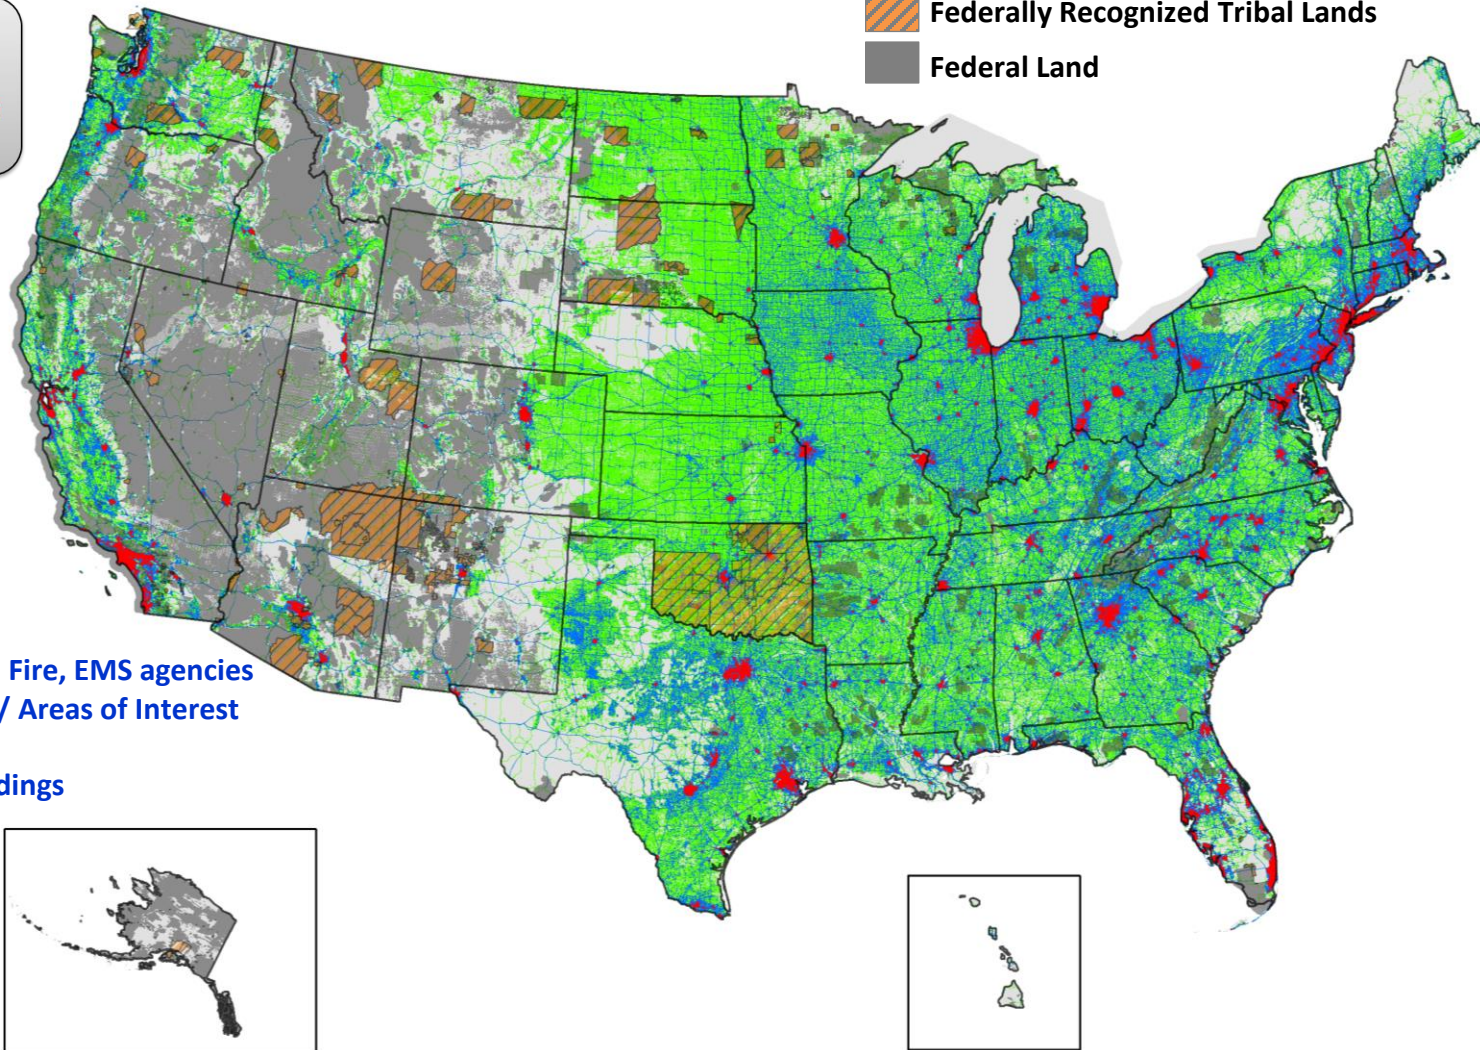 Federally Recognized Tribal Lands
Federal Land
Fire, EMS agencies
/ Areas of Interest
dings